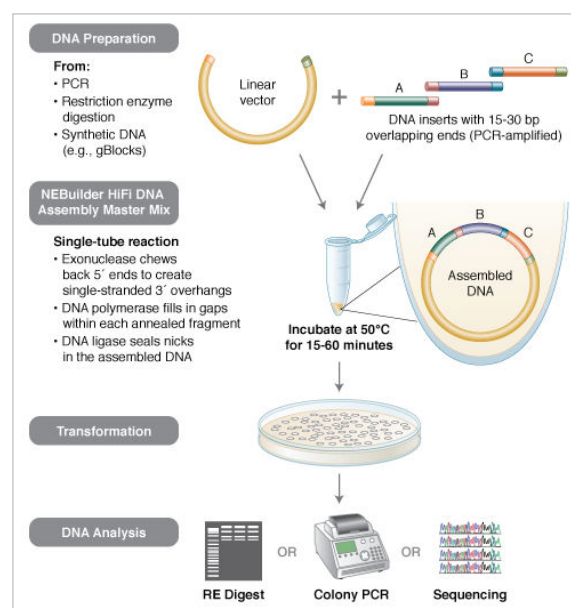 DNA Preparation
From:
• PCR
• Restriction enzyme
digestion
• Synthetic DNA
(e.g., gBlocks)
Linear
vector
+
A
B
C
DNA inserts with 15-30 bp
overlapping ends (PCR-amplified)
NEBuilder HiFi DNA
Assembly Master Mix
Single-tube reaction
• Exonuclease chews
back 5´ ends to create
single-stranded 3´ overhangs
• DNA polymerase fills in gaps
within each annealed fragment
• DNA ligase seals nicks
in the assembled DNA
Incubate at 50°C
for 15-60 minutes
A
B
C
Assembled
DNA
Transformation
DNA Analysis
OR
OR
RE Digest
Colony PCR
Sequencing